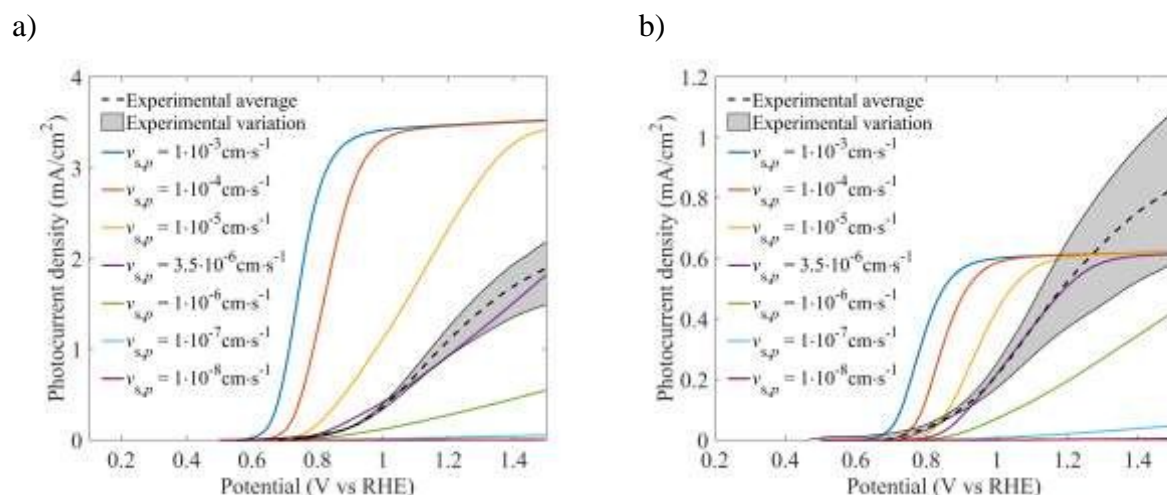 a)
4
3
2
1
0
Photocurrent density (mA/cm²)
Experimental average
Experimental variation
v_s,p = 1·10⁻³cm·s⁻¹
v_s,p = 1·10⁻⁴cm·s⁻¹
v_s,p = 1·10⁻⁵cm·s⁻¹
v_s,p = 3.5·10⁻⁶cm·s⁻¹
v_s,p = 1·10⁻⁶cm·s⁻¹
v_s,p = 1·10⁻⁷cm·s⁻¹
v_s,p = 1·10⁻⁸cm·s⁻¹
0.2 0.4 0.6 0.8 1 1.2 1.4
Potential (V vs RHE)
b)
1.2
1
0.8
0.6
0.4
0.2
0
Photocurrent density (mA/cm²)
Experimental average
Experimental variation
v_s,p = 1·10⁻³cm·s⁻¹
v_s,p = 1·10⁻⁴cm·s⁻¹
v_s,p = 1·10⁻⁵cm·s⁻¹
v_s,p = 3.5·10⁻⁶cm·s⁻¹
v_s,p = 1·10⁻⁶cm·s⁻¹
v_s,p = 1·10⁻⁷cm·s⁻¹
v_s,p = 1·10⁻⁸cm·s⁻¹
0.2 0.4 0.6 0.8 1 1.2 1.4
Potential (V vs RHE)